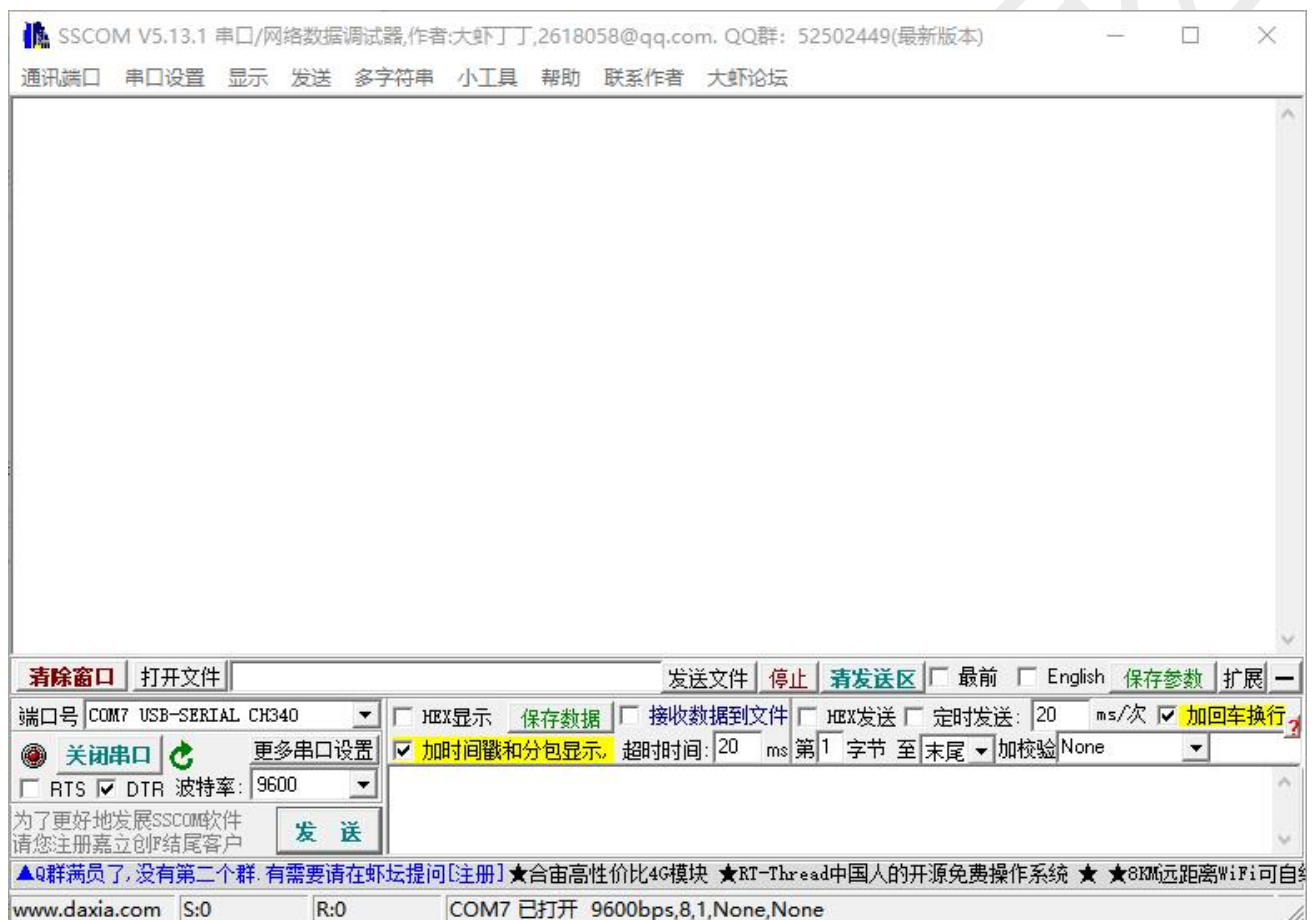 SSCOM V5.13.1 串口/网络数据调试器,作者:大虾丁丁,2618058@qq.com. QQ群: 52502449(最新版本)
通讯端口 串口设置 显示 发送 多字符串 小工具 帮助 联系作者 大虾论坛
清除窗口 打开文件 发送文件 停止 清发送区 最前 English 保存参数 扩展 —
端口号 COM7 USB-SERIAL CH340 HEX显示 保存数据 接收数据到文件 HEX发送 定时发送: 20 ms/次 加回车换行 ?
关闭串口 更多串口设置 加时间戳和分包显示, 超时时间: 20 ms 第 1 字节 至 末尾 加校验 None
RTS DTR 波特率: 9600
为了更好地发展SSCOM软件
请您注册嘉立创F结尾客户
发 送
▲Q群满员了,没有第二个群.有需要请在虾坛提问[注册] ★合宙高性价比4G模块 ★RT-Thread中国人的开源免费操作系统 ★ ★8KM远距离WiFi可自
www.daxia.com S:0 R:0 COM7 已打开 9600bps,8,1,None,None